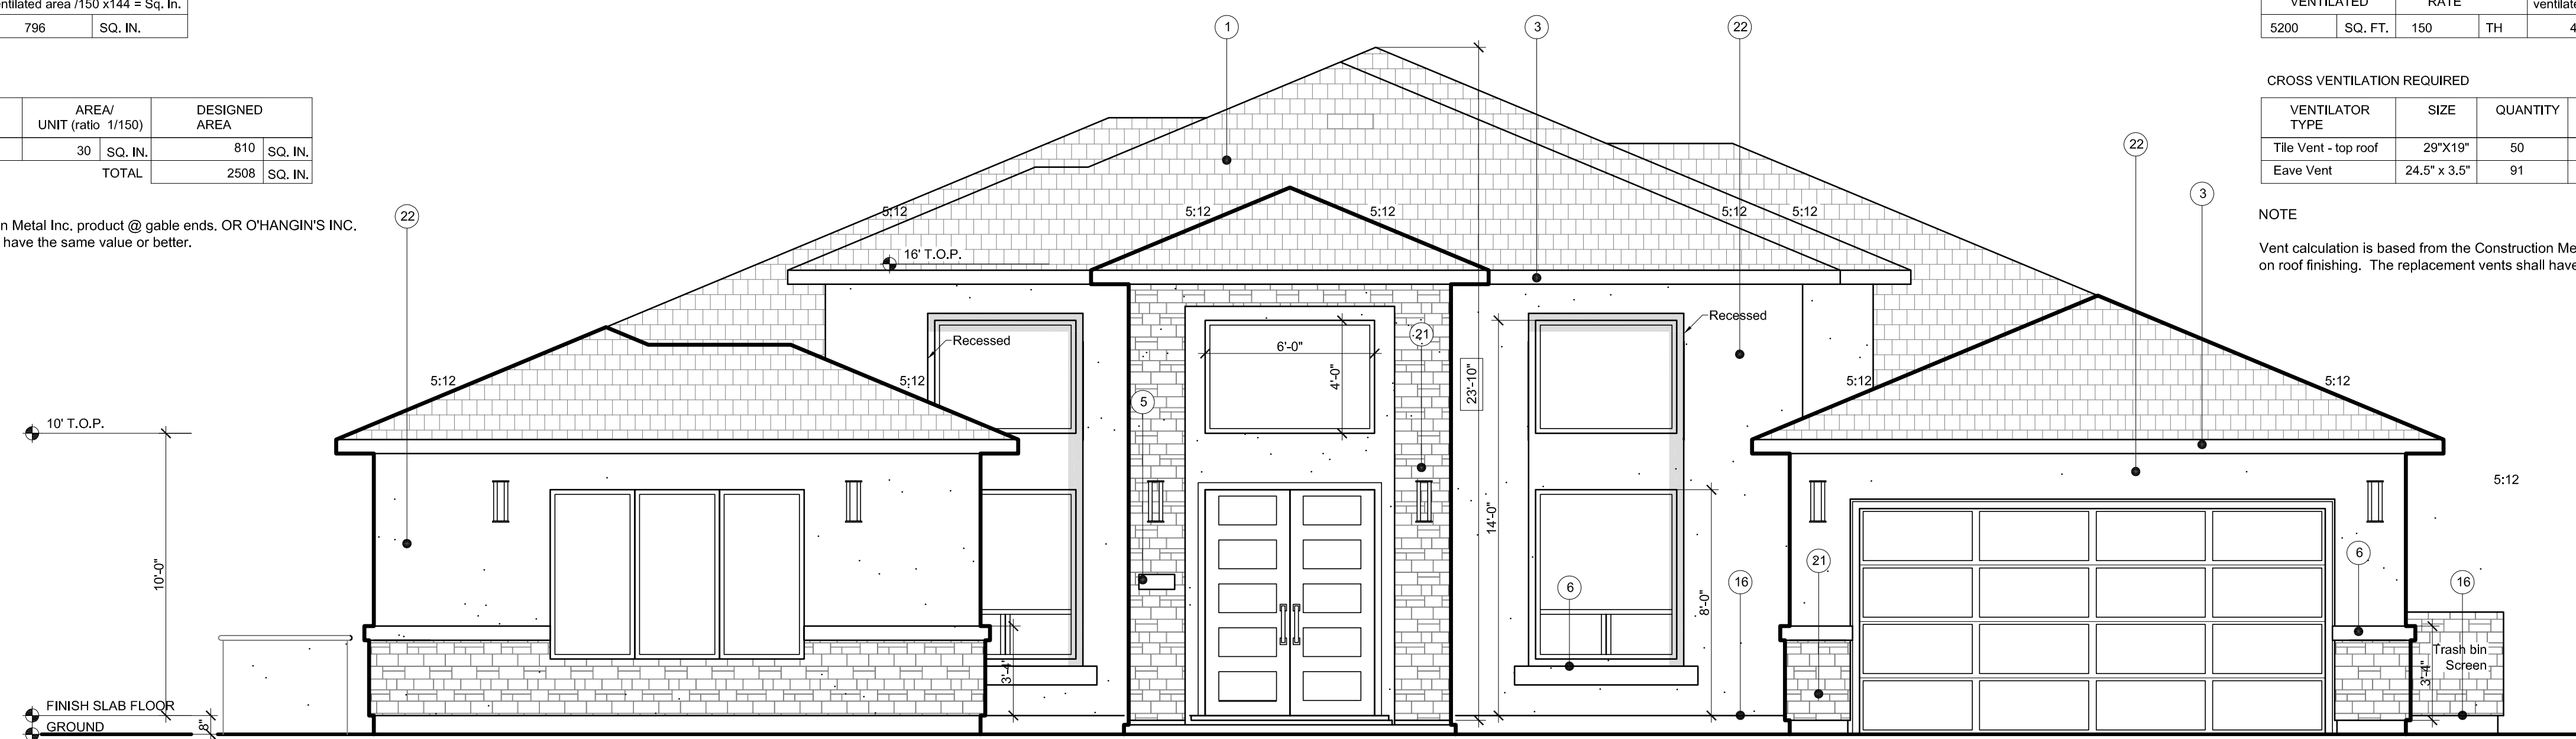 entilated area /150 x144 = Sq. In.
796 SQ. IN.
AREA/ UNIT (ratio 1/150) DESIGNED AREA
30 SQ. IN. 810 SQ. IN.
TOTAL 2508 SQ. IN.
n Metal Inc. product @ gable ends. OR O'HANGIN'S INC.
have the same value or better.
VENTILATED RATE ventilate
5200 SQ. FT. 150 TH 4
CROSS VENTILATION REQUIRED
VENTILATOR TYPE SIZE QUANTITY
Tile Vent - top roof 29"X19" 50
Eave Vent 24.5" x 3.5" 91
NOTE
Vent calculation is based from the Construction Me
on roof finishing. The replacement vents shall have
1
3
22
22
3
22
5:12
5:12
5:12
5:12
5:12
16' T.O.P.
Recessed
Recessed
21
6'-0"
4'-0"
23'-10"
5:12
5:12
5:12
5:12
5
10' T.O.P.
5:12
14'-0"
10'-0"
8'-0"
6
16
21
6
16
3'-4"
Trash bin
Screen
3'-4"
FINISH SLAB FLOOR
GROUND
8"